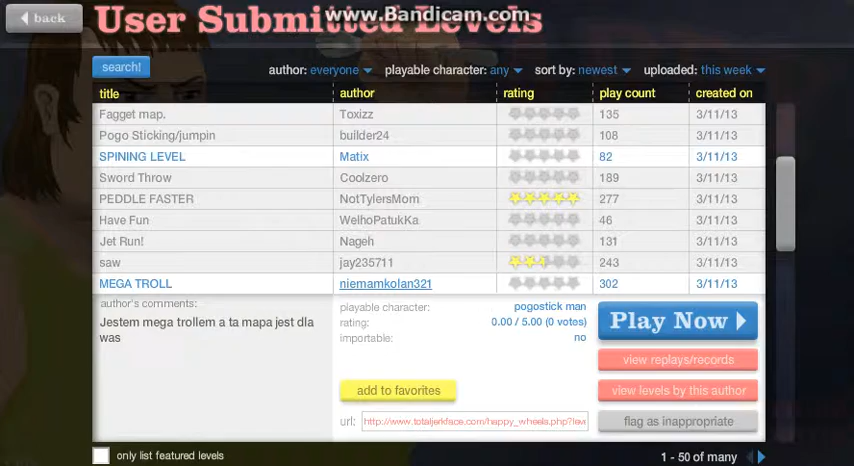 back
User Submitted Levels
www.Bandicam.com
search!
author: everyone playable character: any sort by: newest uploaded: this week
title author rating play count created on
Fagget map. Toxizz 135 3/11/13
Pogo Sticking/jumpin builder24 108 3/11/13
SPINING LEVEL Matix 82 3/11/13
Sword Throw Coolzero 189 3/11/13
PEDDLE FASTER NotTylersMom 277 3/11/13
Have Fun WelhoPatukKa 46 3/11/13
Jet Run! Nageh 131 3/11/13
saw jay235711 243 3/11/13
MEGA TROLL niemamkolan321 302 3/11/13
author's comments:
Jestem mega trollem a ta mapa jest dla
was
playable character: pogostick man
rating: 0.00 / 5.00 (0 votes)
importable: no
add to favorites
url: http://www.totaljerkface.com/happy_wheels.php?leve
Play Now
view replays/records
view levels by this author
flag as inappropriate
only list featured levels
1 - 50 of many